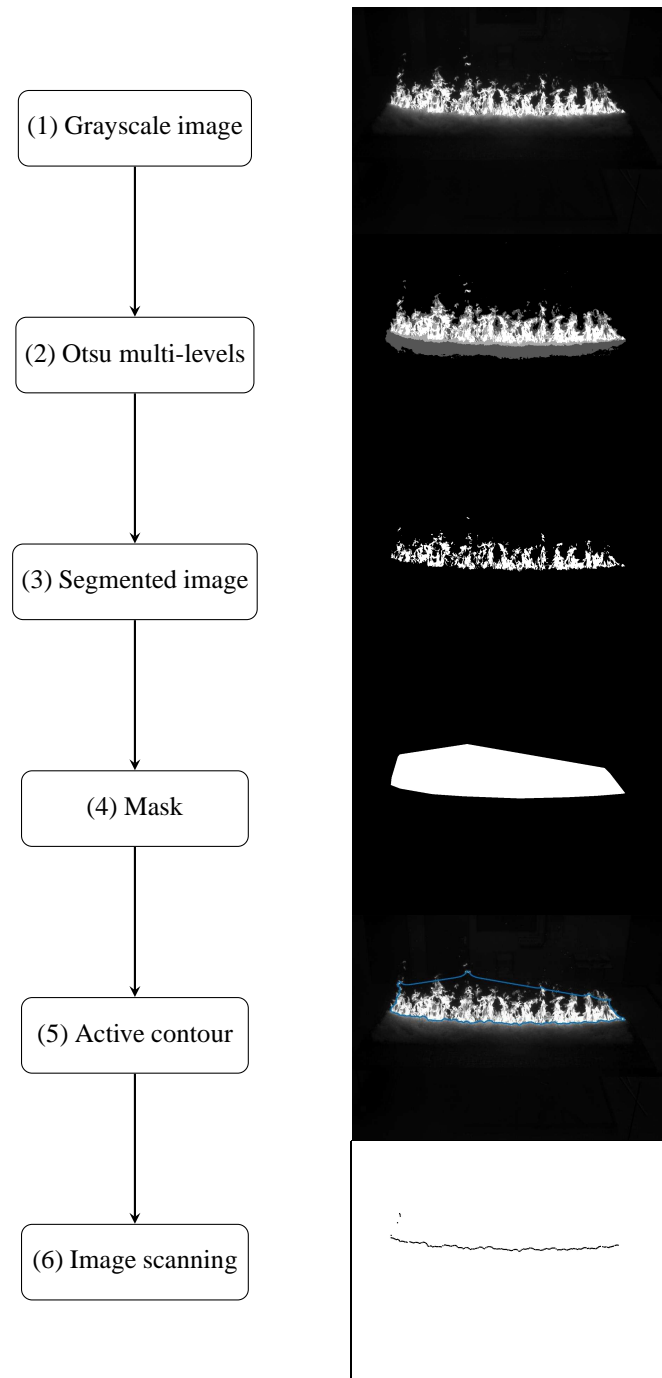 (1) Grayscale image
(2) Otsu multi-levels
(3) Segmented image
(4) Mask
(5) Active contour
(6) Image scanning